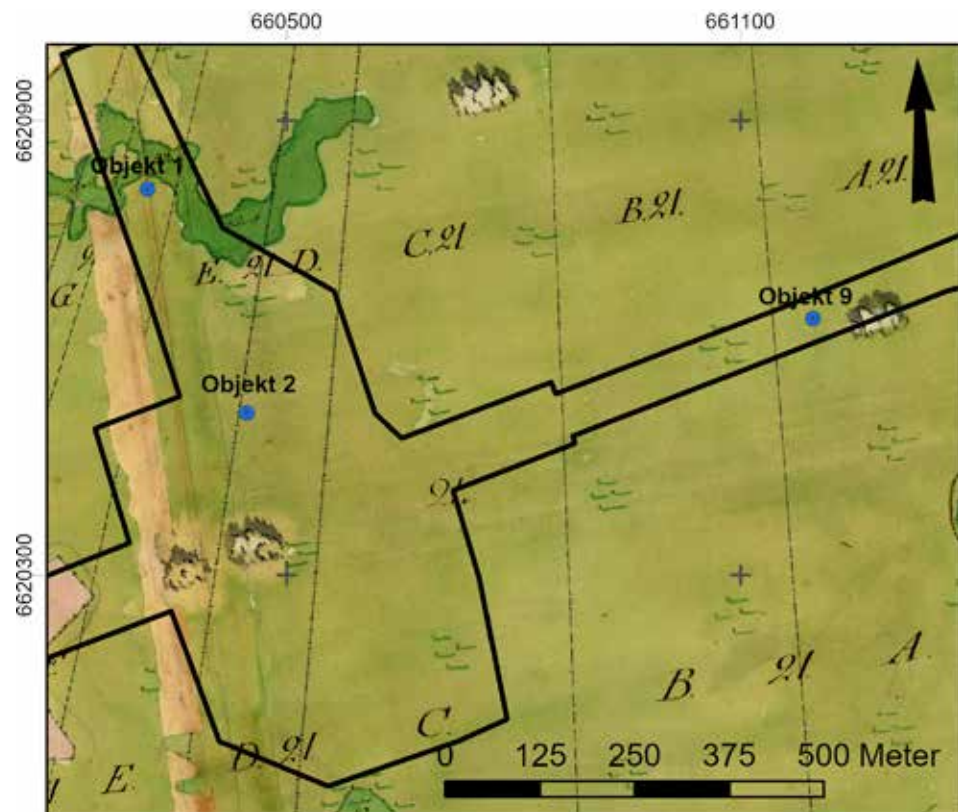 660500 661100
6620900
6620300
Objekt 1
A.21.
B.21.
C.21
E. 21 D.
G
Objekt 9
Objekt 2
21.
B 21 A.
C.
D. 21
E.
0 125 250 375 500 Meter